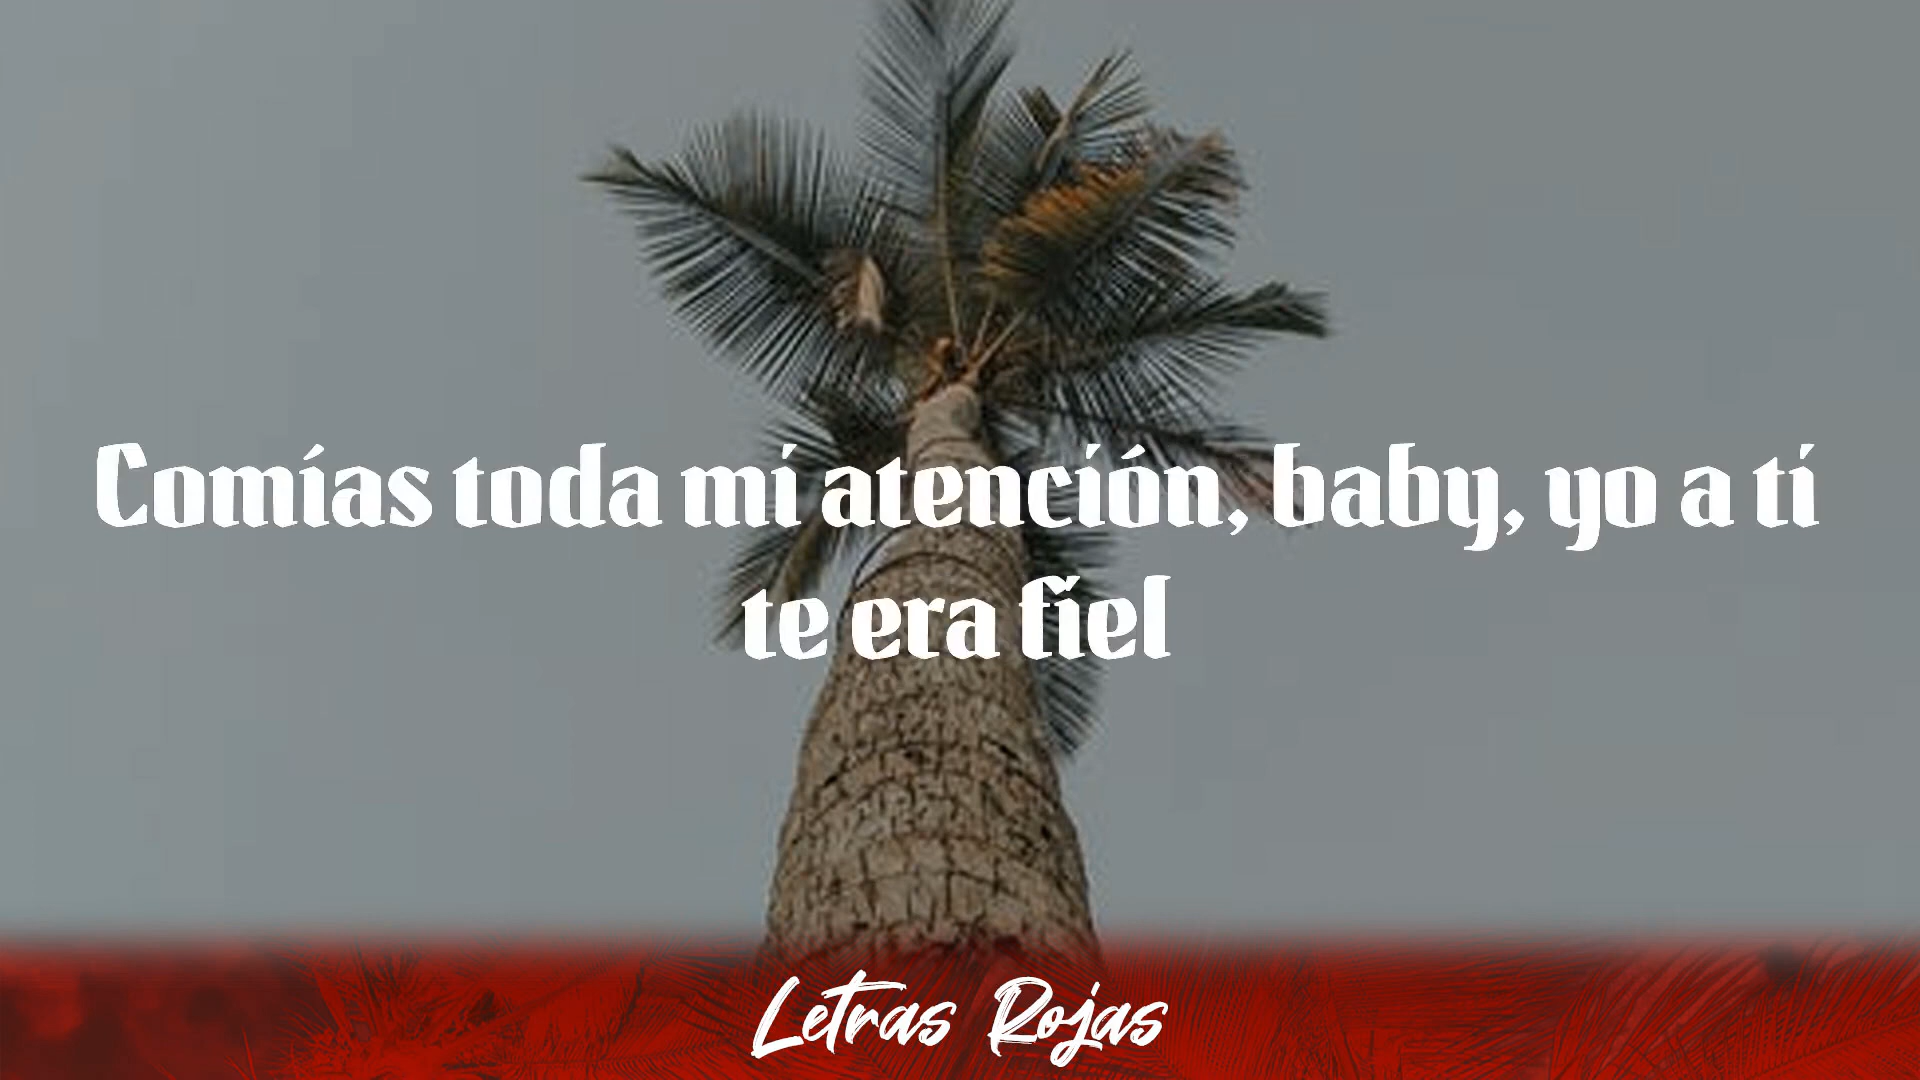 Comías toda mi atención, baby, yo a ti
te era fiel
Letras Rojas